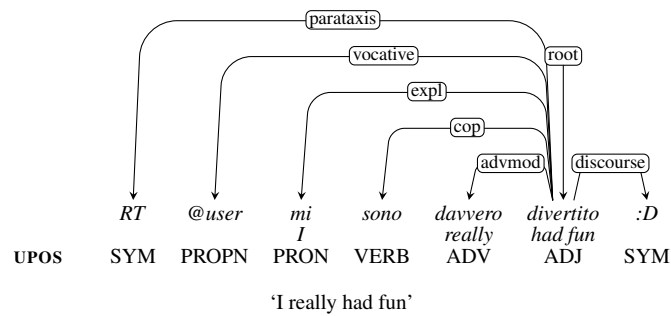 parataxis
vocative root
expl
cop
advmod discourse
RT @user mi sono davvero divertito :D
I really had fun
UPOS SYM PROPN PRON VERB ADV ADJ SYM
‘I really had fun’